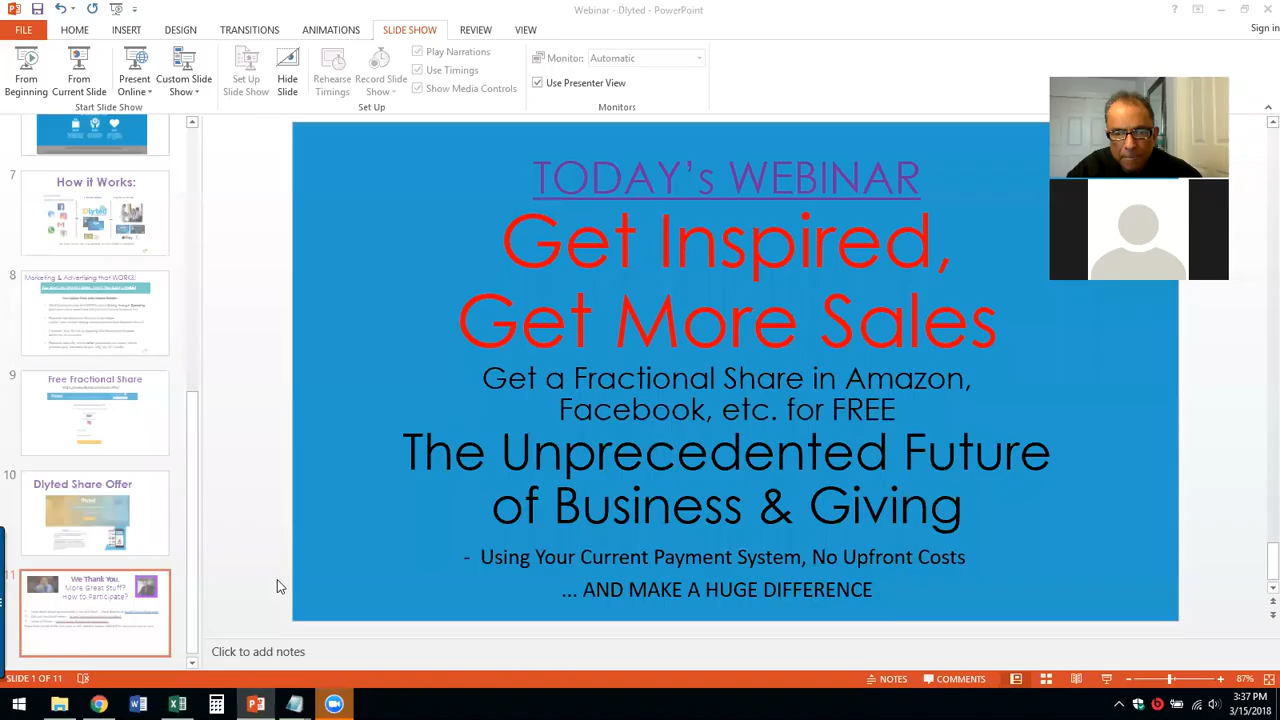 Webinar - Dlyted - PowerPoint
Sign in
FILE HOME INSERT DESIGN TRANSITIONS ANIMATIONS SLIDE SHOW REVIEW VIEW
From Beginning
From Current Slide
Present Online
Custom Slide Show
Set Up Slide Show
Hide Slide
Rehearse Timings
Record Slide Show
Play Narrations
Use Timings
Show Media Controls
Monitor: Automatic
Use Presenter View
Start Slide Show
Set Up
Monitors
7
How it Works:
8
Marketing & Advertising that WORKS!
9
Free Fractional Share
10
Dlyted Share Offer
11
We Thank You.
More Great Stuff?
How to Participate?
TODAY's WEBINAR
Get Inspired,
Get More Sales
Get a Fractional Share in Amazon,
Facebook, etc. for FREE
The Unprecedented Future
of Business & Giving
- Using Your Current Payment System, No Upfront Costs
... AND MAKE A HUGE DIFFERENCE
Click to add notes
SLIDE 1 OF 11
NOTES
COMMENTS
87%
3:37 PM
3/15/2018